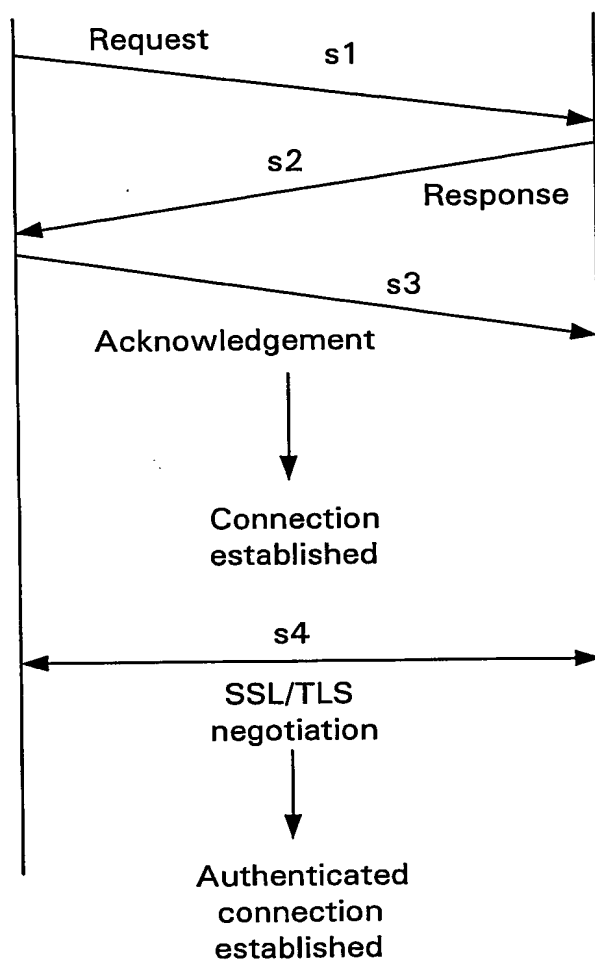 Request
s1
s2
Response
s3
Acknowledgement
Connection
established
s4
SSL/TLS
negotiation
Authenticated
connection
established